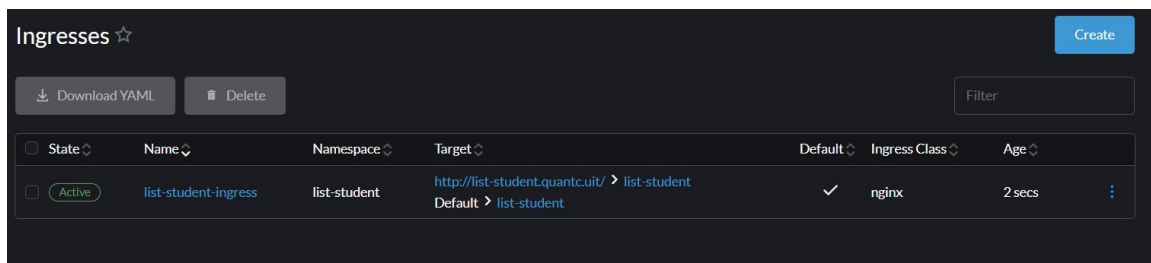 Ingresses
Create
Download YAML Delete Filter
State Name Namespace Target Default Ingress Class Age
Active list-student-ingress list-student http://list-student.quantc.uit/ > list-student nginx 2 secs
Default > list-student